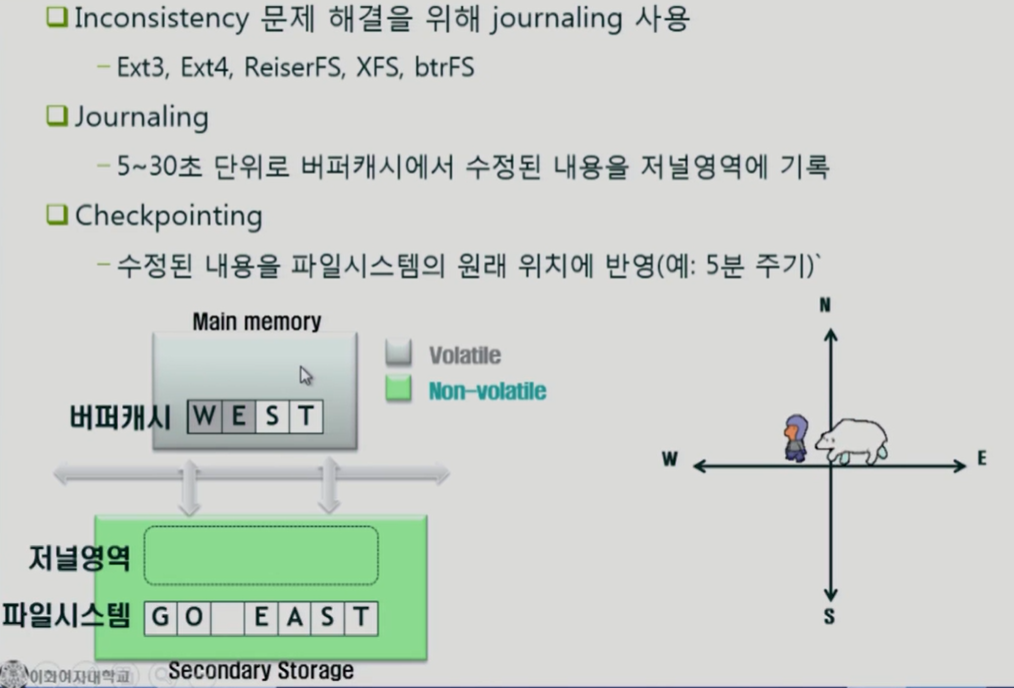 Inconsistency 문제 해결을 위해 journaling 사용
– Ext3, Ext4, ReiserFS, XFS, btrFS
Journaling
– 5~30초 단위로 버퍼캐시에서 수정된 내용을 저널영역에 기록
Checkpointing
– 수정된 내용을 파일시스템의 원래 위치에 반영(예: 5분 주기)`
Main memory
Volatile
Non-volatile
버퍼캐시 W E S T
저널영역
파일시스템 G O E A S T
Secondary Storage
N
W
E
S
이화여자대학교